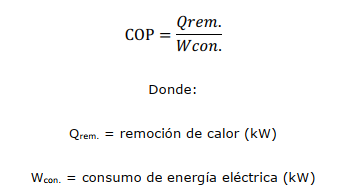 COP = Qrem. / Wcon.
Donde:
Qrem. = remoción de calor (kW)
Wcon. = consumo de energía eléctrica (kW)